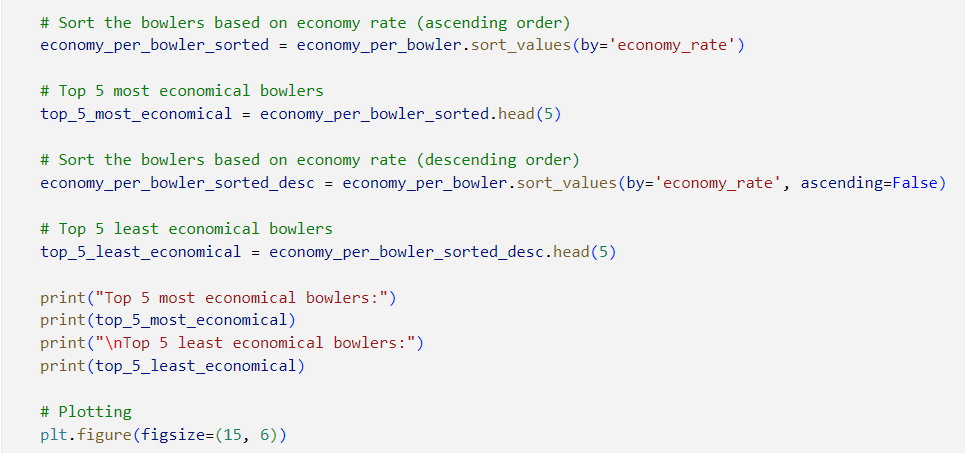 # Sort the bowlers based on economy rate (ascending order)
economy_per_bowler_sorted = economy_per_bowler.sort_values(by='economy_rate')
# Top 5 most economical bowlers
top_5_most_economical = economy_per_bowler_sorted.head(5)
# Sort the bowlers based on economy rate (descending order)
economy_per_bowler_sorted_desc = economy_per_bowler.sort_values(by='economy_rate', ascending=False)
# Top 5 least economical bowlers
top_5_least_economical = economy_per_bowler_sorted_desc.head(5)
print("Top 5 most economical bowlers:")
print(top_5_most_economical)
print("\nTop 5 least economical bowlers:")
print(top_5_least_economical)
# Plotting
plt.figure(figsize=(15, 6))